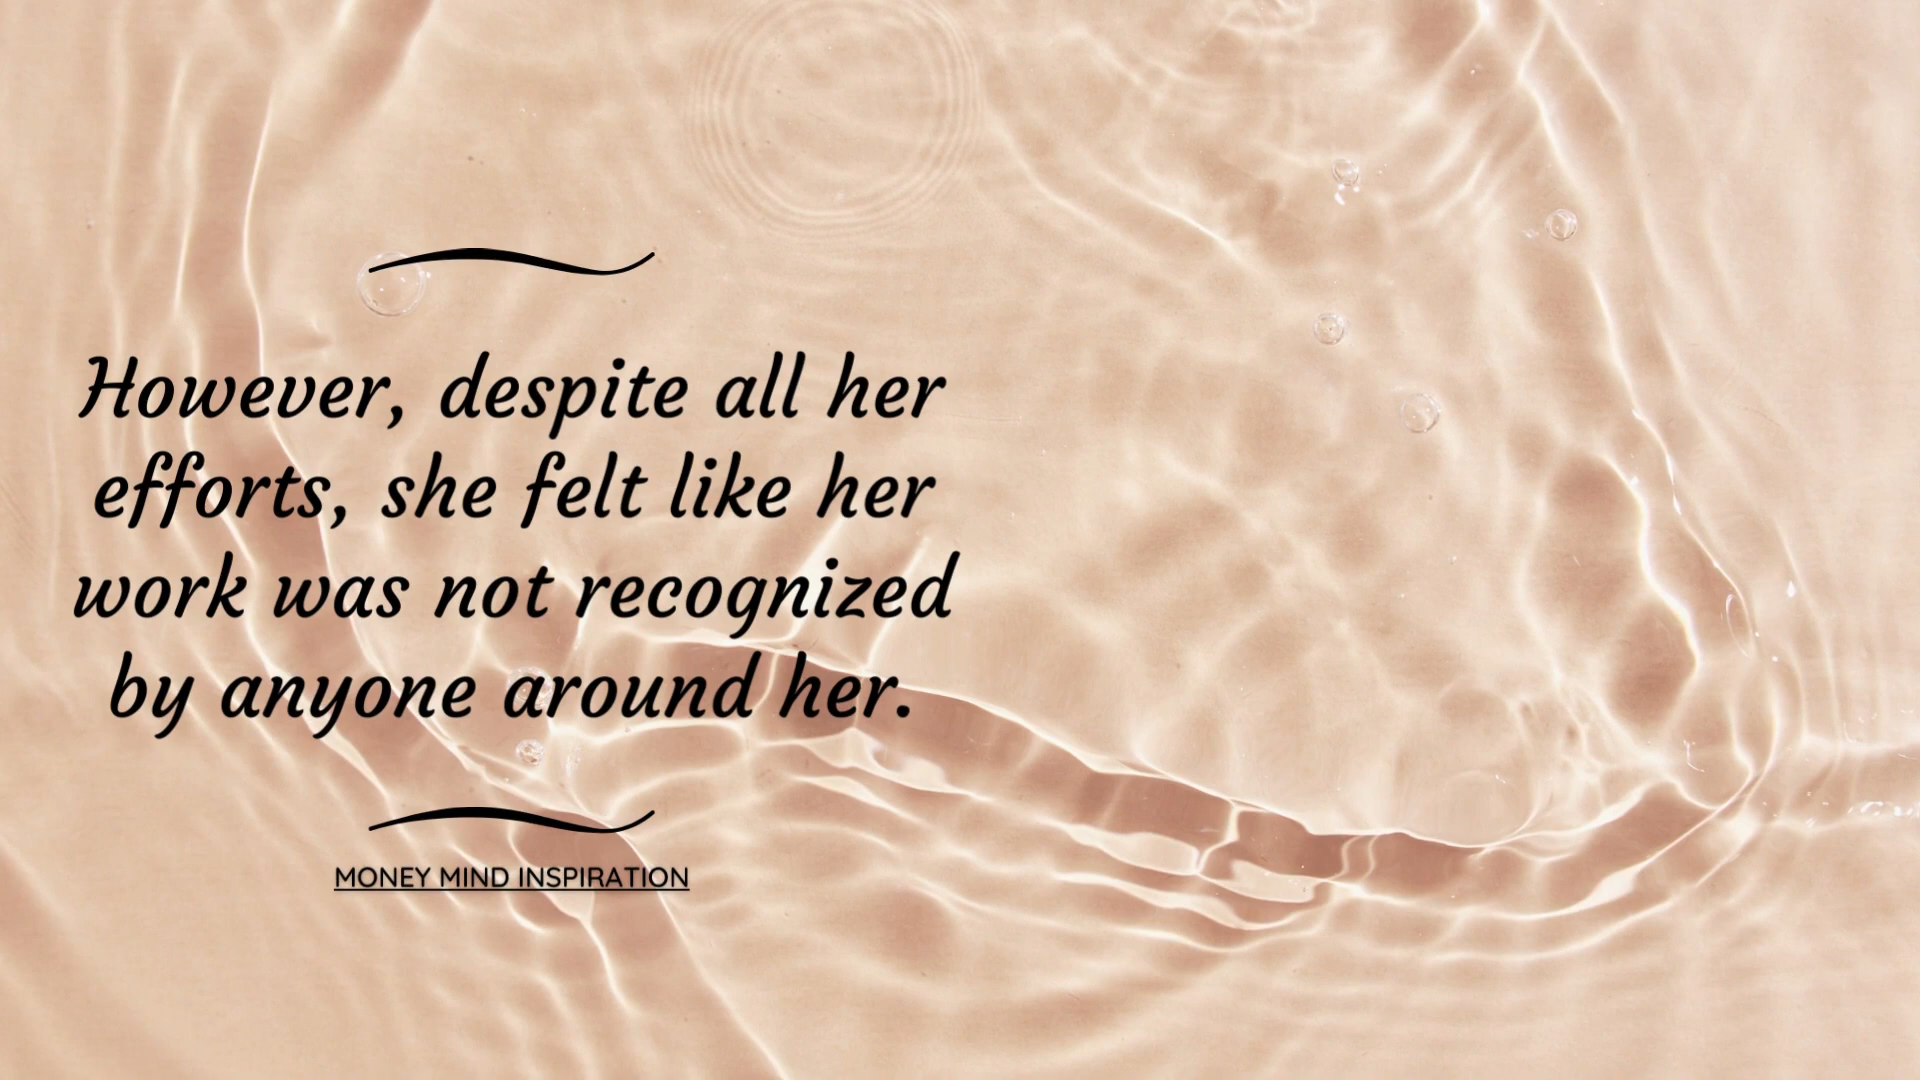 However, despite all her
efforts, she felt like her
work was not recognized
by anyone around her.
MONEY MIND INSPIRATION